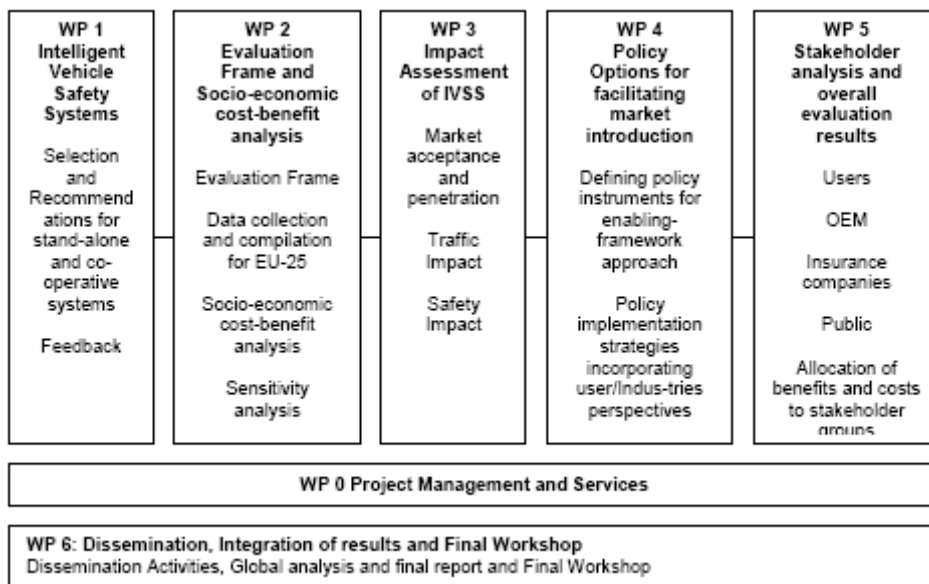 WP 1
Intelligent
Vehicle
Safety
Systems
Selection
and
Recommend
ations for
stand-alone
and co-
operative
systems
Feedback
WP 2
Evaluation
Frame and
Socio-economic
cost-benefit
analysis
Evaluation Frame
Data collection
and compilation
for EU-25
Socio-economic
cost-benefit
analysis
Sensitivity
analysis
WP 3
Impact
Assessment
of IVSS
Market
acceptance
and
penetration
Traffic
Impact
Safety
Impact
WP 4
Policy
Options for
facilitating
market
introduction
Defining policy
instruments for
enabling-
framework
approach
Policy
implementation
strategies
incorporating
user/Indus-tries
perspectives
WP 5
Stakeholder
analysis and
overall
evaluation
results
Users
OEM
Insurance
companies
Public
Allocation of
benefits and costs
to stakeholder
groups
WP 0 Project Management and Services
WP 6: Dissemination, Integration of results and Final Workshop
Dissemination Activities, Global analysis and final report and Final Workshop